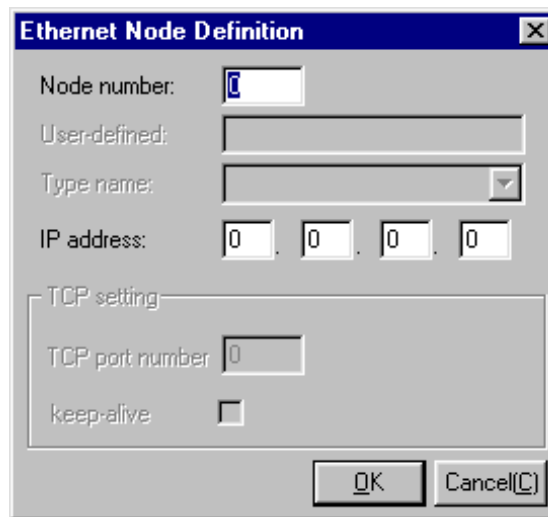 Ethernet Node Definition
Node number: 0
User-defined:
Type name:
IP address: 0 . 0 . 0 . 0
TCP setting
TCP port number 0
keep-alive
OK Cancel(C)